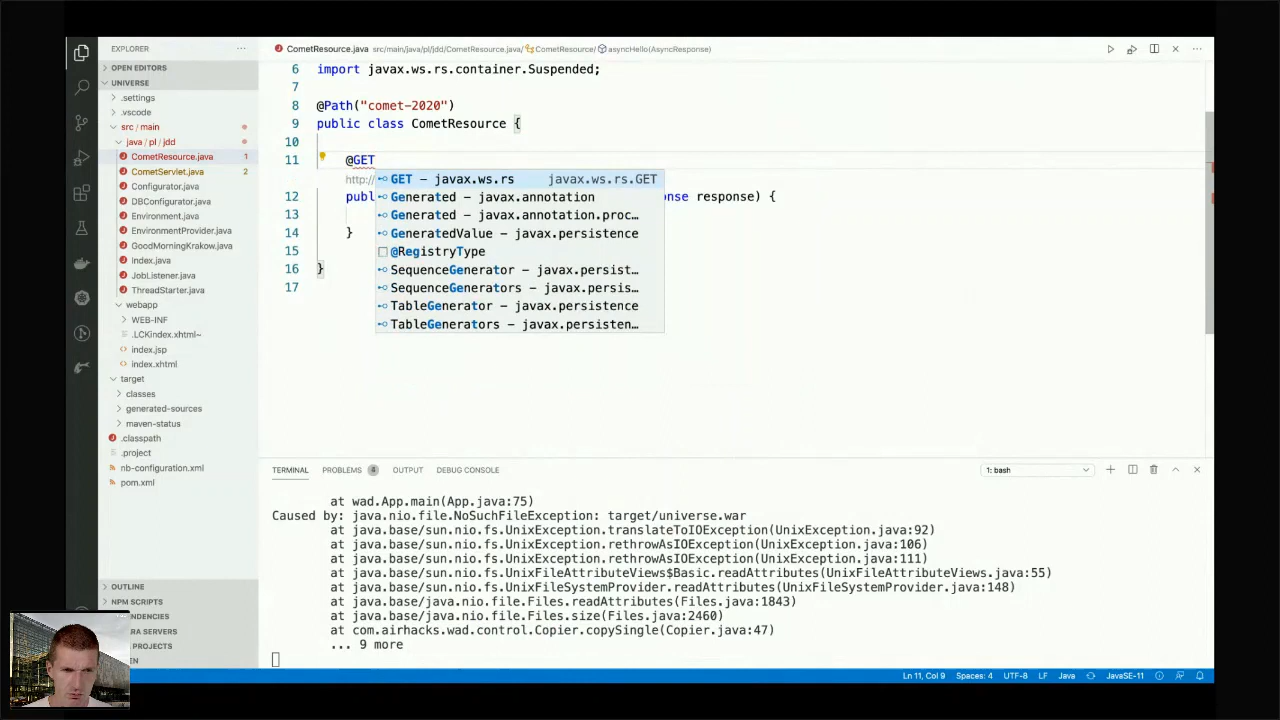 EXPLORER
OPEN EDITORS
UNIVERSE
.settings
.vscode
src / main
java / pl / jdd
CometResource.java 1
CometServlet.java 2
Configurator.java
DBConfigurator.java
Environment.java
EnvironmentProvider.java
GoodMorningKrakow.java
Index.java
JobListener.java
ThreadStarter.java
webapp
WEB-INF
.LCKindex.xhtml~
index.jsp
index.xhtml
target
classes
generated-sources
maven-status
.classpath
.project
nb-configuration.xml
pom.xml
OUTLINE
NPM SCRIPTS
ENDENCIES
ARA SERVERS
PROJECTS
EN
CometResource.java src/main/java/pl/jdd/CometResource.java/ CometResource/ asyncHello(AsyncResponse)
6 import javax.ws.rs.container.Suspended;
7
8 @Path("comet-2020")
9 public class CometResource {
10
11 @GET
http://
12 publ nse response) {
13
14 }
15
16 }
17
GET – javax.ws.rs javax.ws.rs.GET
Generated – javax.annotation
Generated – javax.annotation.proc…
GeneratedValue – javax.persistence
@RegistryType
SequenceGenerator – javax.persist…
SequenceGenerators – javax.persis…
TableGenerator – javax.persistence
TableGenerators – javax.persisten…
TERMINAL PROBLEMS 4 OUTPUT DEBUG CONSOLE 1: bash
at wad.App.main(App.java:75)
Caused by: java.nio.file.NoSuchFileException: target/universe.war
at java.base/sun.nio.fs.UnixException.translateToIOException(UnixException.java:92)
at java.base/sun.nio.fs.UnixException.rethrowAsIOException(UnixException.java:106)
at java.base/sun.nio.fs.UnixException.rethrowAsIOException(UnixException.java:111)
at java.base/sun.nio.fs.UnixFileAttributeViews$Basic.readAttributes(UnixFileAttributeViews.java:55)
at java.base/sun.nio.fs.UnixFileSystemProvider.readAttributes(UnixFileSystemProvider.java:148)
at java.base/java.nio.file.Files.readAttributes(Files.java:1843)
at java.base/java.nio.file.Files.size(Files.java:2460)
at com.airhacks.wad.control.Copier.copySingle(Copier.java:47)
... 9 more
Ln 11, Col 9 Spaces: 4 UTF-8 LF Java JavaSE-11